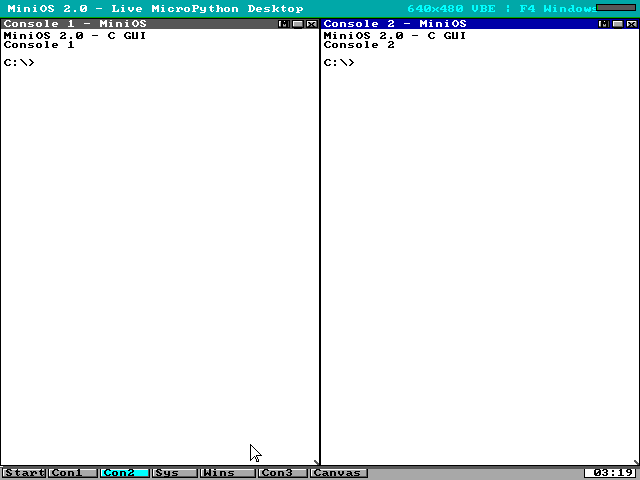 MiniOS 2.0 - Live MicroPython Desktop
640x480 VBE ¦ F4 Windows
Console 1 - MiniOS
MiniOS 2.0 - C GUI
Console 1
C:\>
Console 2 - MiniOS
MiniOS 2.0 - C GUI
Console 2
C:\>
Start Con1 Con2 Sys Wins Con3 Canvas 03:19